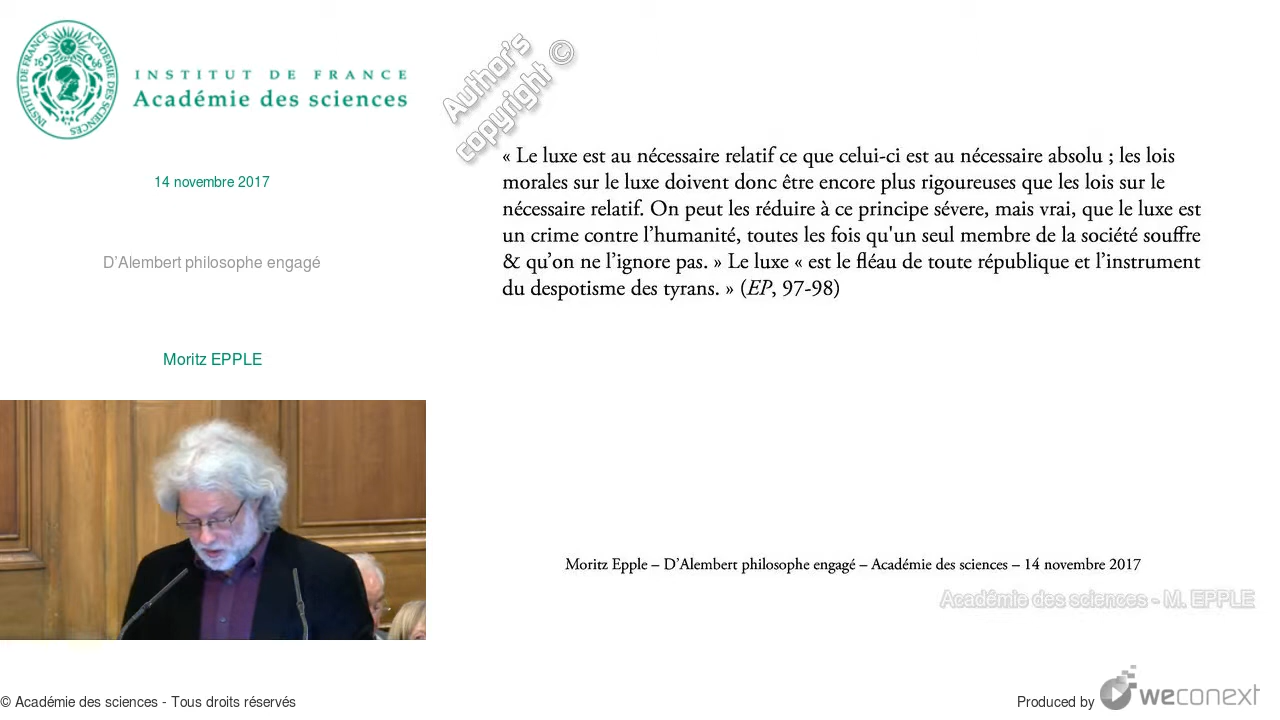 INSTITUT DE FRANCE
Académie des sciences
14 novembre 2017
D'Alembert philosophe engagé
Moritz EPPLE
Author's
copyright ©
« Le luxe est au nécessaire relatif ce que celui-ci est au nécessaire absolu ; les lois
morales sur le luxe doivent donc être encore plus rigoureuses que les lois sur le
nécessaire relatif. On peut les réduire à ce principe sévere, mais vrai, que le luxe est
un crime contre l'humanité, toutes les fois qu'un seul membre de la société souffre
& qu'on ne l'ignore pas. » Le luxe « est le fléau de toute république et l'instrument
du despotisme des tyrans. » (EP, 97-98)
Moritz Epple – D'Alembert philosophe engagé – Académie des sciences – 14 novembre 2017
Académie des sciences - M. EPPLE
© Académie des sciences - Tous droits réservés
Produced by weconext